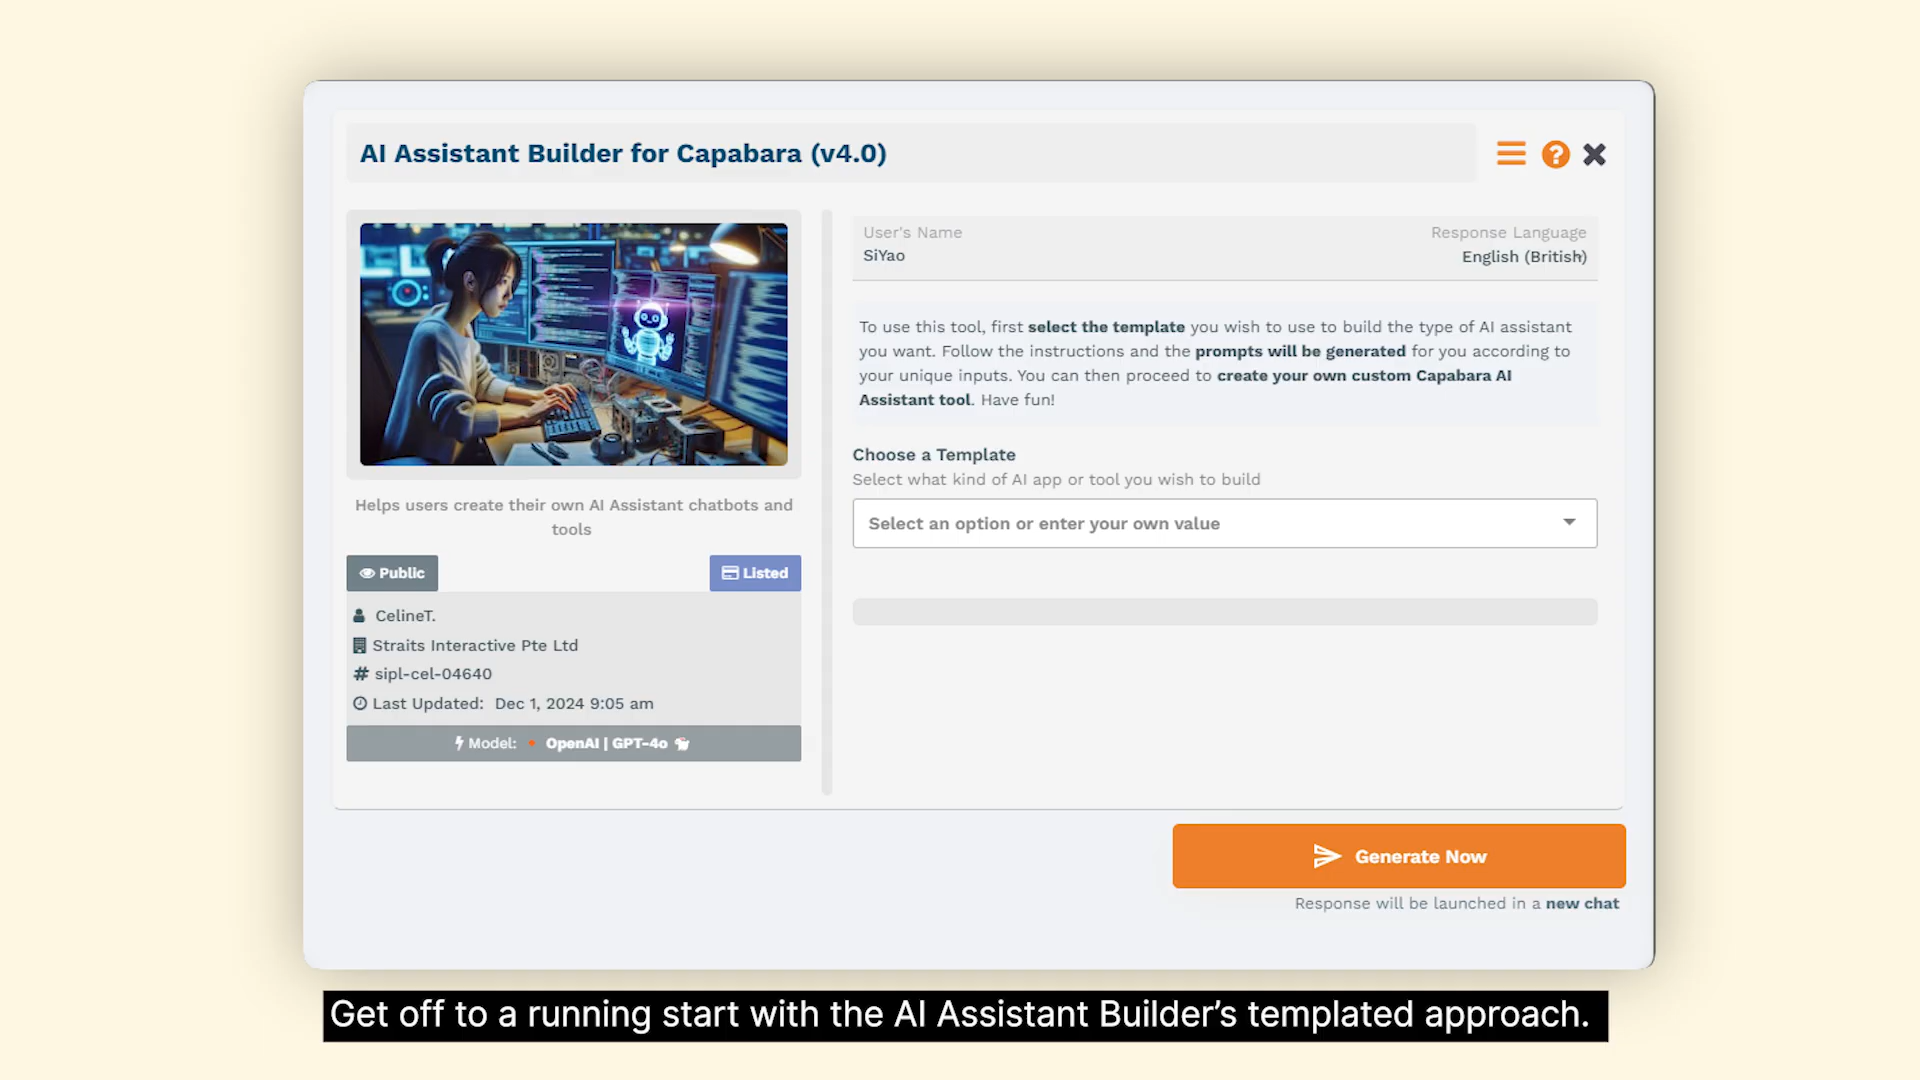 AI Assistant Builder for Capabara (v4.0)
Helps users create their own AI Assistant chatbots and
tools
Public
Listed
CelineT.
Straits Interactive Pte Ltd
sipl-cel-04640
Last Updated: Dec 1, 2024 9:05 am
Model: OpenAI | GPT-4o
User's Name
Response Language
SiYao
English (British)
To use this tool, first select the template you wish to use to build the type of AI assistant
you want. Follow the instructions and the prompts will be generated for you according to
your unique inputs. You can then proceed to create your own custom Capabara AI
Assistant tool. Have fun!
Choose a Template
Select what kind of AI app or tool you wish to build
Select an option or enter your own value
Generate Now
Response will be launched in a new chat
Get off to a running start with the AI Assistant Builder’s templated approach.